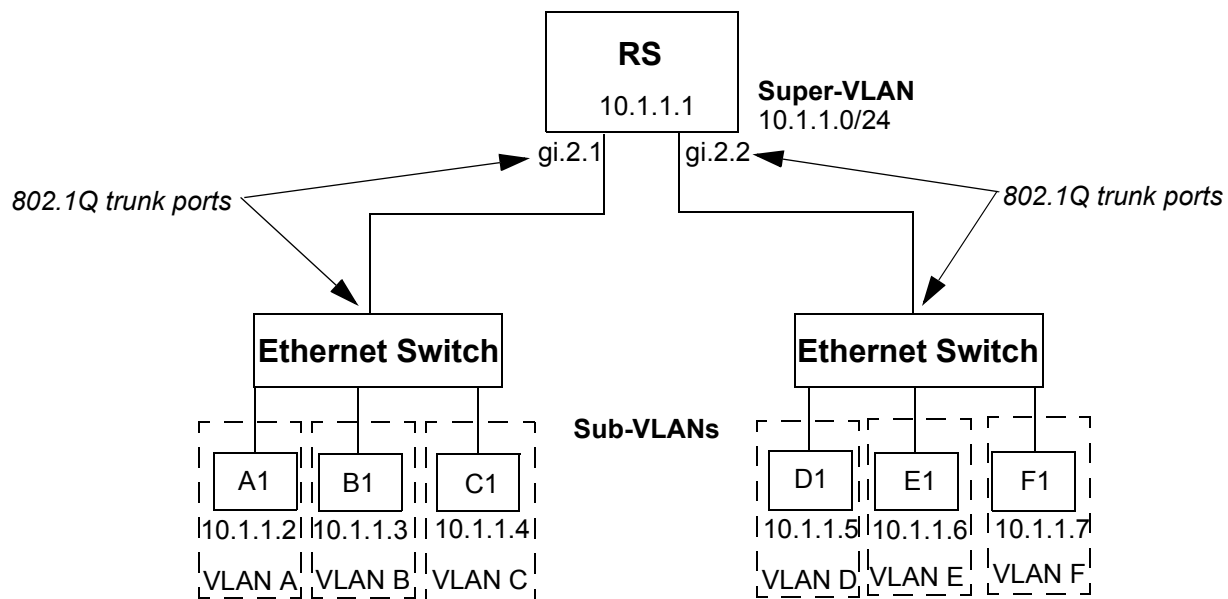 RS
10.1.1.1
Super-VLAN
10.1.1.0/24
gi.2.1
gi.2.2
802.1Q trunk ports
802.1Q trunk ports
Ethernet Switch
Ethernet Switch
Sub-VLANs
A1
B1
C1
D1
E1
F1
10.1.1.2
10.1.1.3
10.1.1.4
10.1.1.5
10.1.1.6
10.1.1.7
VLAN A
VLAN B
VLAN C
VLAN D
VLAN E
VLAN F